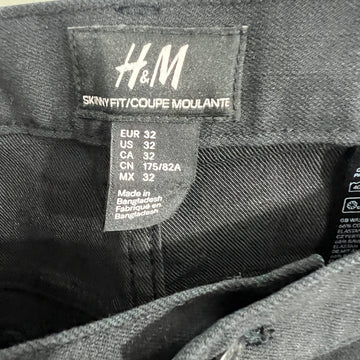 H&M
SKINNY FIT/COUPE MOULANTE
EUR 32
US 32
CA 32
CN 175/82A
MX 32
Made in
Bangladesh
Fabriqué en
Bangladesh